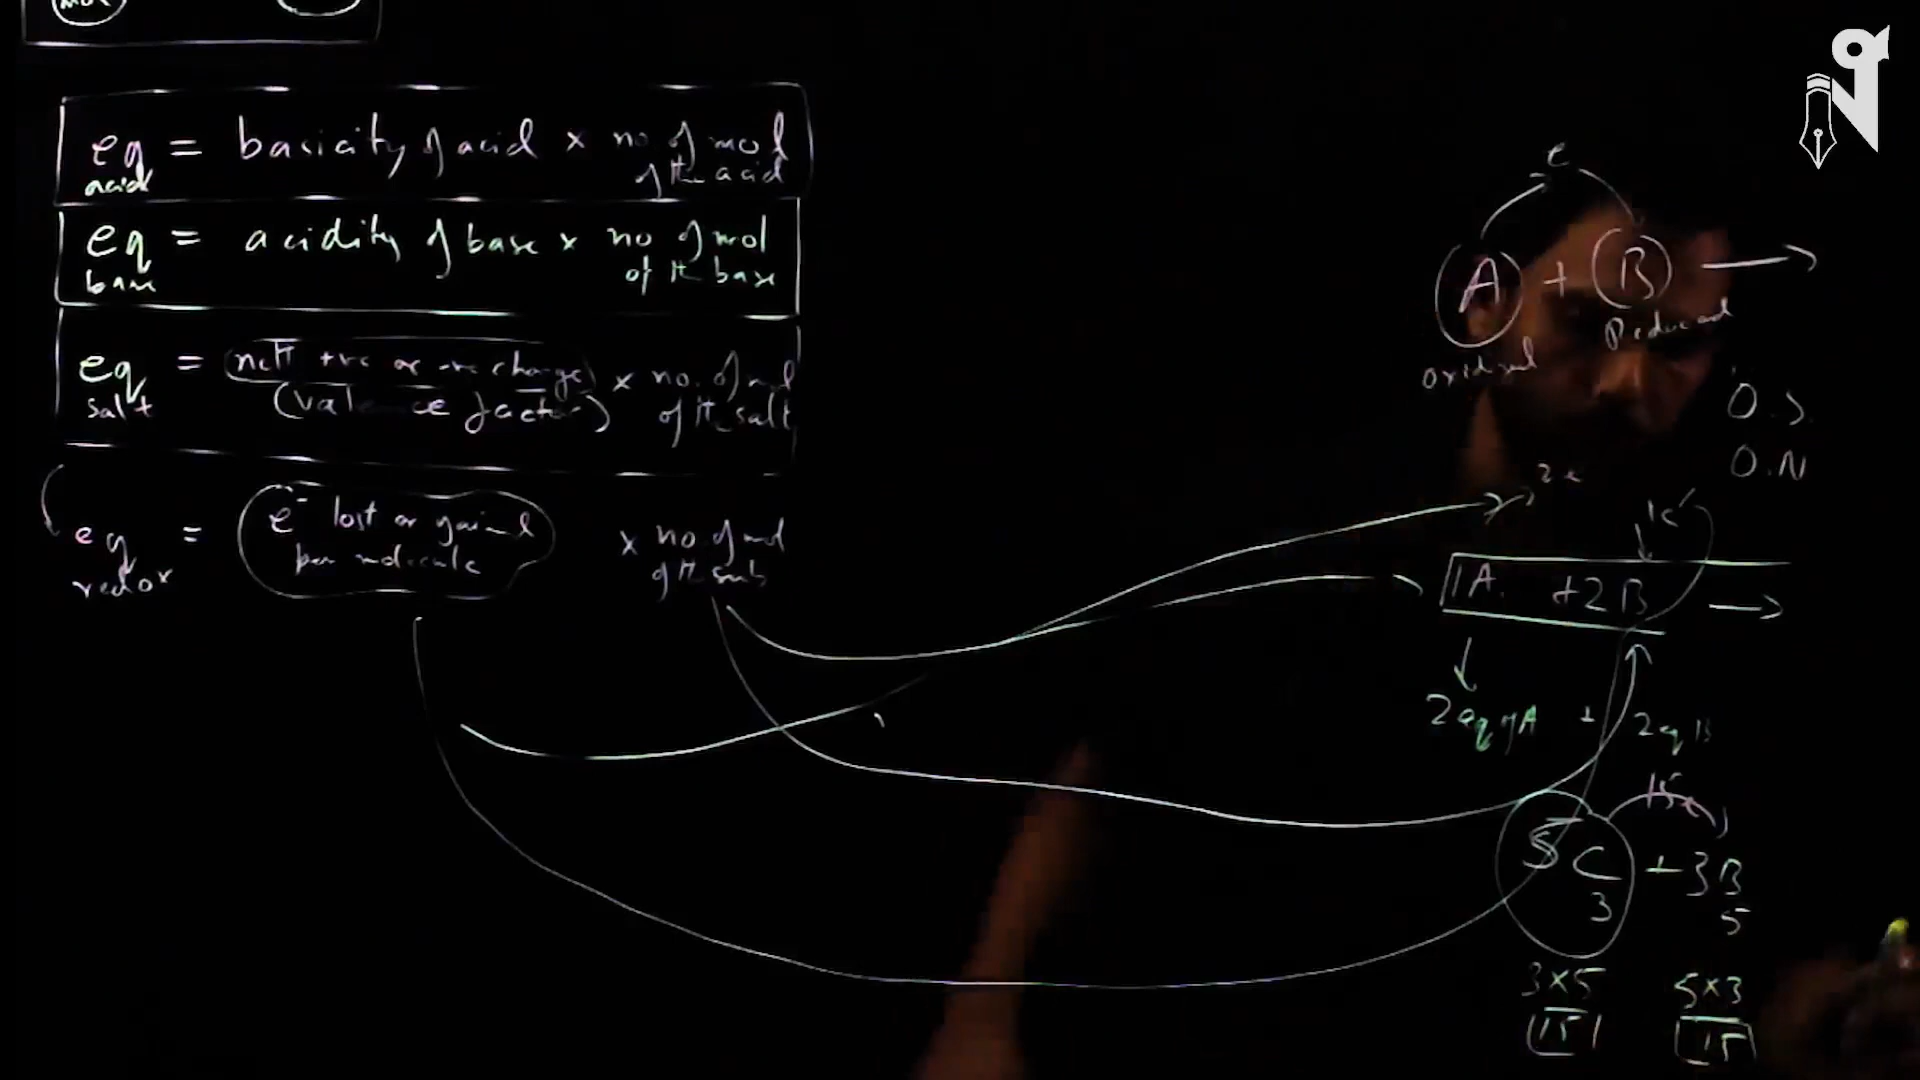 eq = basicity of acid × no of mol
acid of the acid
eq = acidity of base × no of mol
base of the base
eq = nett +ve or -ve charge × no. of mol
salt (valence factor) of the salt
eq = e⁻ lost or gained × no. of mol
redox per molecule of the sub
e
A + B →
oxidised Reduced
O.S.
O.N
2e
1e
1A + 2B →
2 eq of A + 2 eq B
15e
5C + 3B
3 5
3×5 5×3
15 15